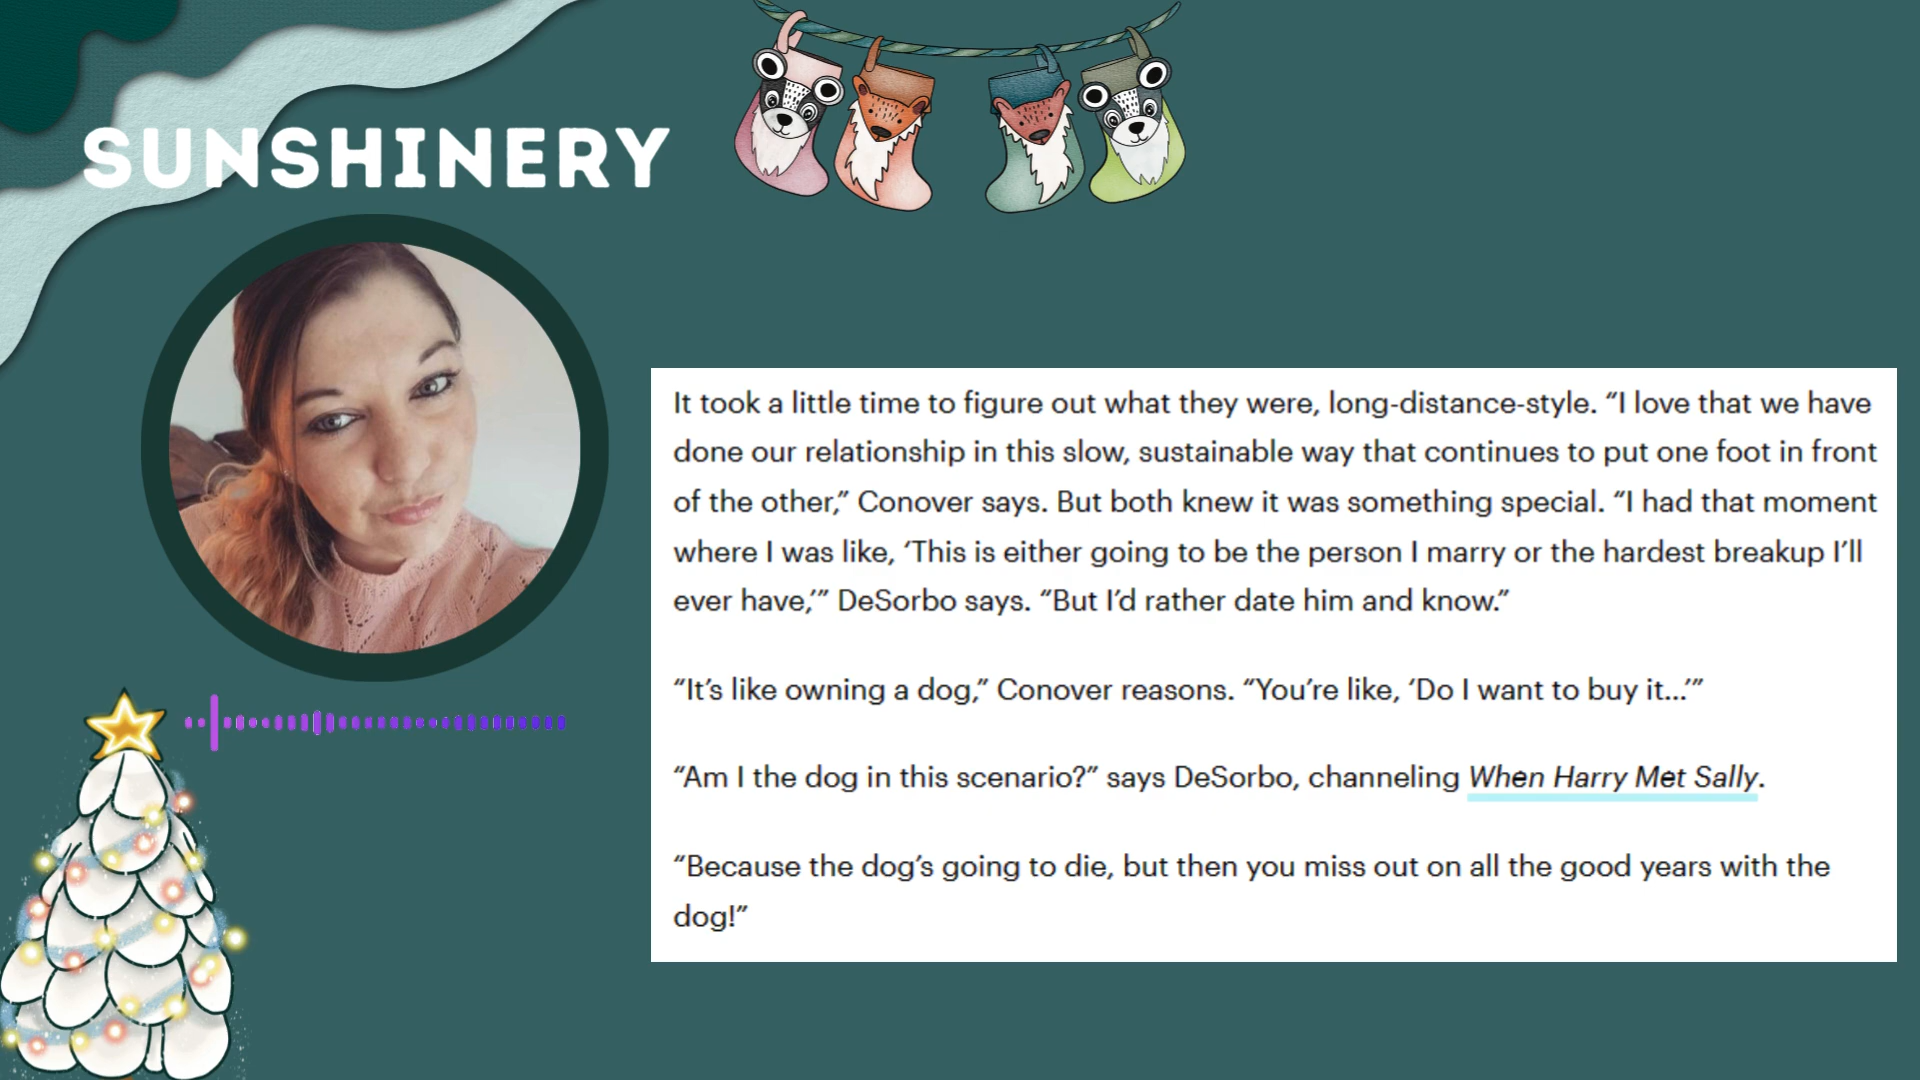 SUNSHINERY
It took a little time to figure out what they were, long-distance-style. “I love that we have
done our relationship in this slow, sustainable way that continues to put one foot in front
of the other,” Conover says. But both knew it was something special. “I had that moment
where I was like, ‘This is either going to be the person I marry or the hardest breakup I’ll
ever have,’” DeSorbo says. “But I’d rather date him and know.”
“It’s like owning a dog,” Conover reasons. “You’re like, ‘Do I want to buy it...’”
“Am I the dog in this scenario?” says DeSorbo, channeling When Harry Met Sally.
“Because the dog’s going to die, but then you miss out on all the good years with the
dog!”